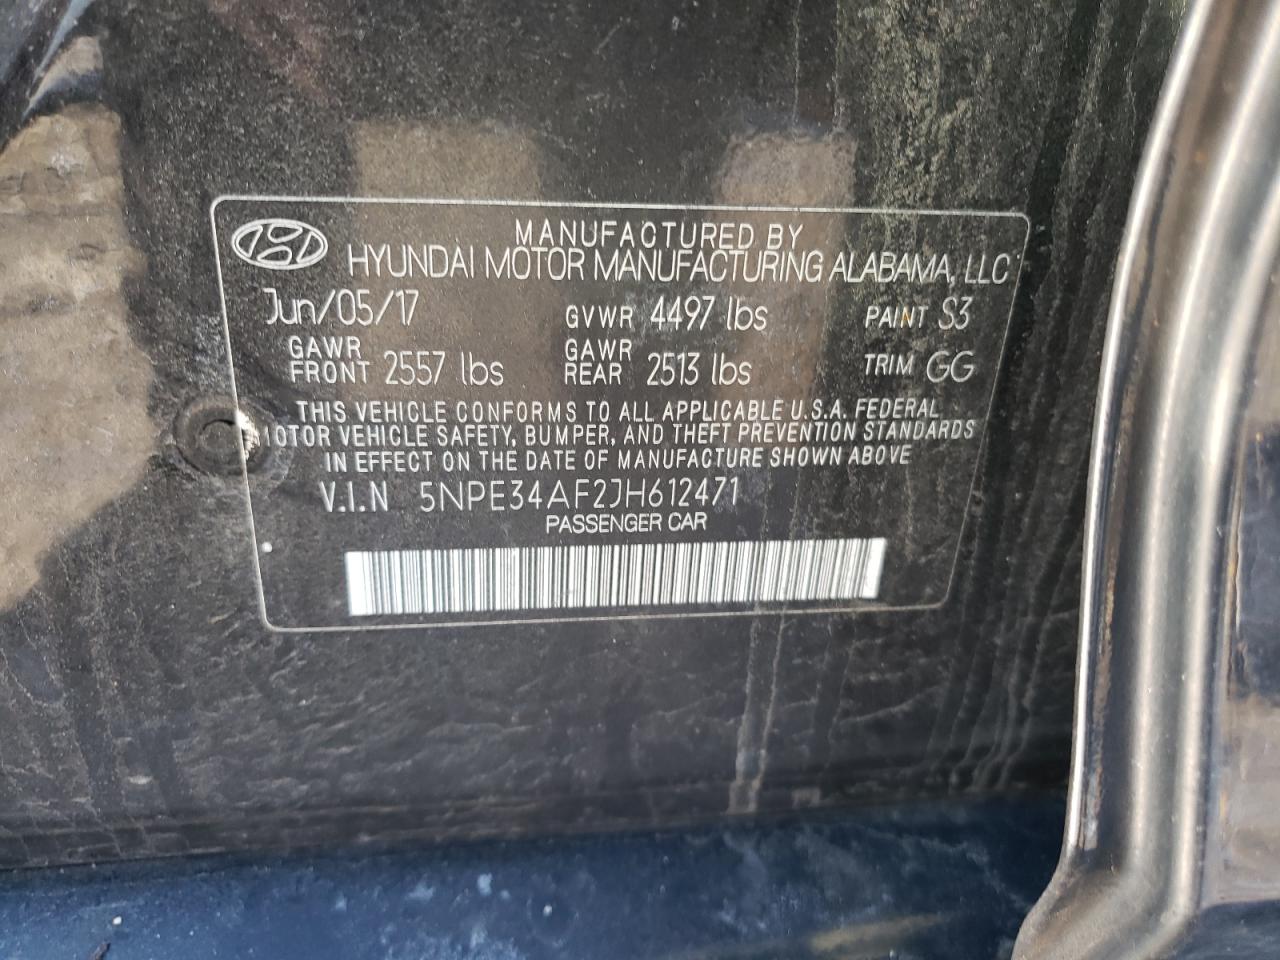 MANUFACTURED BY
HYUNDAI MOTOR MANUFACTURING ALABAMA, LLC
Jun/05/17 GVWR 4497 lbs PAINT S3
GAWR FRONT 2557 lbs GAWR REAR 2513 lbs TRIM GG
THIS VEHICLE CONFORMS TO ALL APPLICABLE U.S.A. FEDERAL
MOTOR VEHICLE SAFETY, BUMPER, AND THEFT PREVENTION STANDARDS
IN EFFECT ON THE DATE OF MANUFACTURE SHOWN ABOVE
V.I.N 5NPE34AF2JH612471
PASSENGER CAR